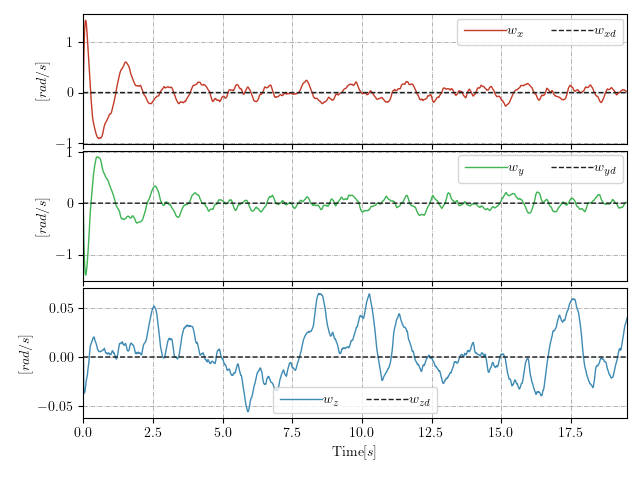 1
0
−1
[rad/s]
w_x w_xd
1
0
−1
[rad/s]
w_y w_yd
0.05
0.00
−0.05
[rad/s]
w_z w_zd
0.0 2.5 5.0 7.5 10.0 12.5 15.0 17.5
Time[s]